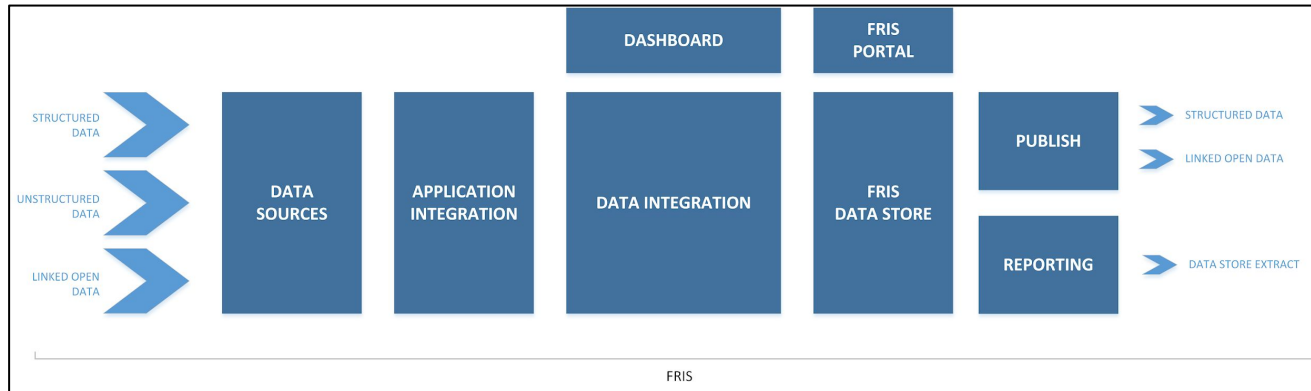 DASHBOARD
FRIS
PORTAL
STRUCTURED
DATA
UNSTRUCTURED
DATA
LINKED OPEN
DATA
DATA
SOURCES
APPLICATION
INTEGRATION
DATA INTEGRATION
FRIS
DATA STORE
PUBLISH
REPORTING
STRUCTURED DATA
LINKED OPEN DATA
DATA STORE EXTRACT
FRIS